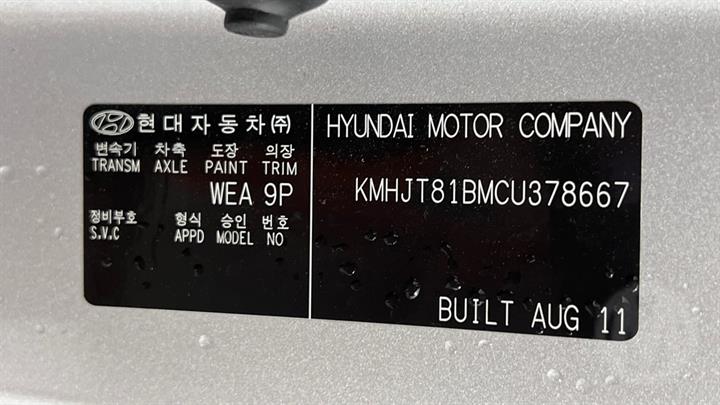 현대자동차㈜
변속기 차축 도장 의장
TRANSM AXLE PAINT TRIM
WEA 9P
정비부호 형식 승인 번호
S.V.C APPD MODEL NO
HYUNDAI MOTOR COMPANY
KMHJT81BMCU378667
BUILT AUG 11